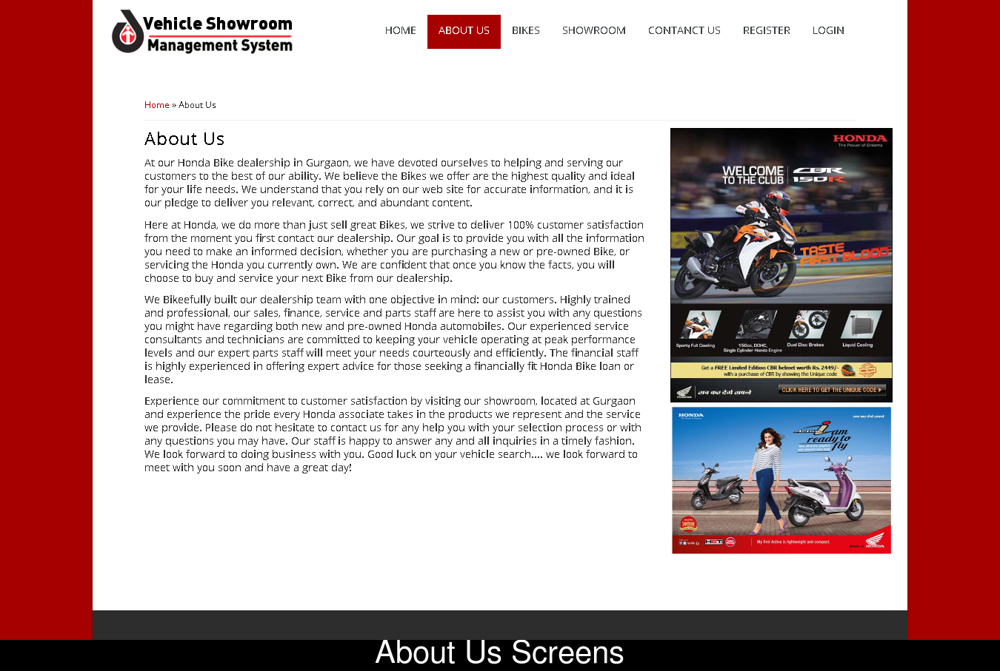 Vehicle Showroom
Management System
HOME ABOUT US BIKES SHOWROOM CONTANCT US REGISTER LOGIN
Home » About Us
About Us
At our Honda Bike dealership in Gurgaon, we have devoted ourselves to helping and serving our
customers to the best of our ability. We believe the Bikes we offer are the highest quality and ideal
for your life needs. We understand that you rely on our web site for accurate information, and it is
our pledge to deliver you relevant, correct, and abundant content.
Here at Honda, we do more than just sell great Bikes, we strive to deliver 100% customer satisfaction
from the moment you first contact our dealership. Our goal is to provide you with all the information
you need to make an informed decision, whether you are purchasing a new or pre-owned Bike, or
servicing the Honda you currently own. We are confident that once you know the facts, you will
choose to buy and service your next Bike from our dealership.
We Bikeefully built our dealership team with one objective in mind: our customers. Highly trained
and professional, our sales, finance, service and parts staff are here to assist you with any questions
you might have regarding both new and pre-owned Honda automobiles. Our experienced service
consultants and technicians are committed to keeping your vehicle operating at peak performance
levels and our expert parts staff will meet your needs courteously and efficiently. The financial staff
is highly experienced in offering expert advice for those seeking a financially fit Honda Bike loan or
lease.
Experience our commitment to customer satisfaction by visiting our showroom, located at Gurgaon
and experience the pride every Honda associate takes in the products we represent and the service
we provide. Please do not hesitate to contact us for any help you with your selection process or with
any questions you may have. Our staff is happy to answer any and all inquiries in a timely fashion.
We look forward to doing business with you. Good luck on your vehicle search.... we look forward to
meet with you soon and have a great day!
HONDA
The Power of Dreams
WELCOME
TO THE CLUB
CBR
150R
TASTE
FIRST BLOOD
Sporty Full Cowling
150cc, DOHC,
Single Cylinder Honda Engine
Dual Disc Brakes
Liquid Cooling
Get a FREE Limited Edition CBR helmet worth Rs. 2449/-
with a purchase of CBR by showing the Unique code
HONDA
सच कर देंगे सपने
CLICK HERE TO GET THE UNIQUE CODE
HONDA
सच कर देंगे सपने
Activa i am
ready to
fly
My first Activa is lightweight and compact.
HONDA
About Us Screens